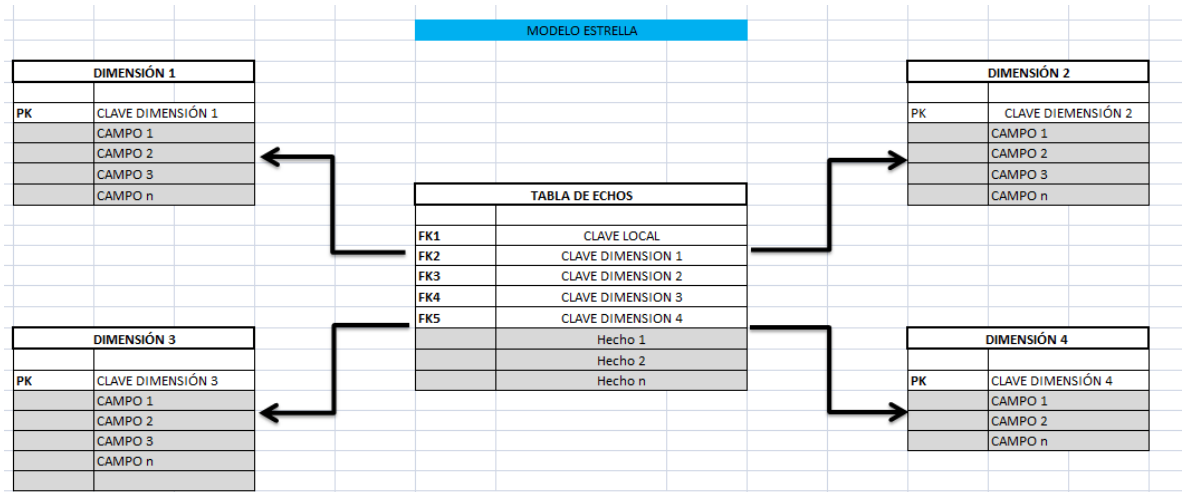 MODELO ESTRELLA
DIMENSIÓN 1
PK CLAVE DIMENSIÓN 1
CAMPO 1
CAMPO 2
CAMPO 3
CAMPO n
DIMENSIÓN 2
PK CLAVE DIEMENSIÓN 2
CAMPO 1
CAMPO 2
CAMPO 3
CAMPO n
TABLA DE ECHOS
FK1 CLAVE LOCAL
FK2 CLAVE DIMENSION 1
FK3 CLAVE DIMENSION 2
FK4 CLAVE DIMENSION 3
FK5 CLAVE DIMENSION 4
Hecho 1
Hecho 2
Hecho n
DIMENSIÓN 3
PK CLAVE DIMENSIÓN 3
CAMPO 1
CAMPO 2
CAMPO 3
CAMPO n
DIMENSIÓN 4
PK CLAVE DIMENSIÓN 4
CAMPO 1
CAMPO 2
CAMPO n